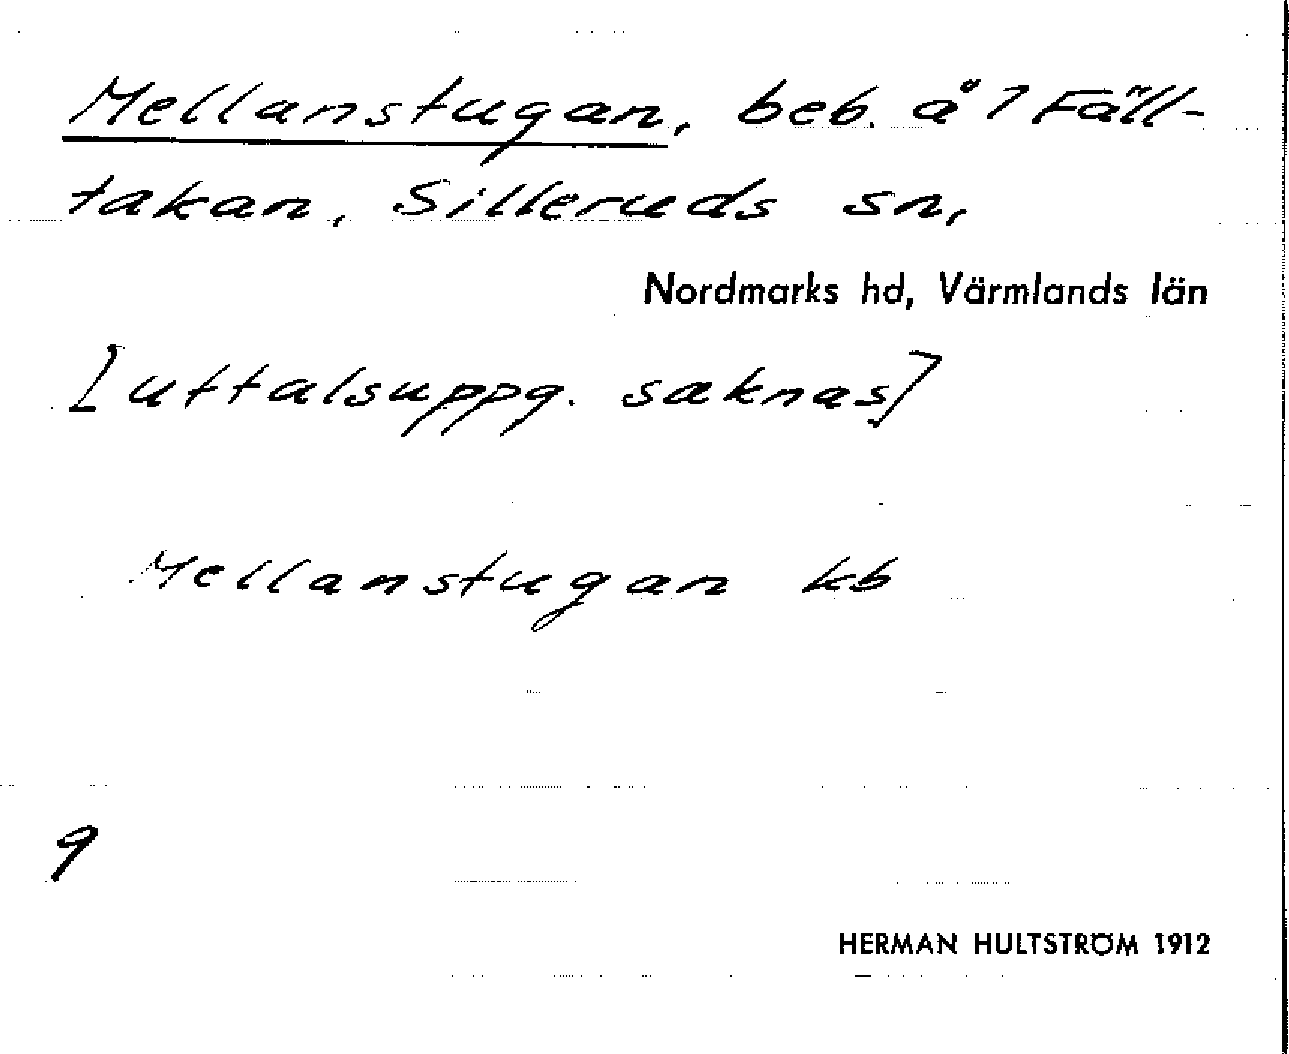 Mellanstugan, beb. å 1 Fäll-
takan, Silleruds sn,
Nordmarks hd, Värmlands län
[uttalsuppg. saknas]
Mellanstugan kb
9
HERMAN HULTSTRÖM 1912